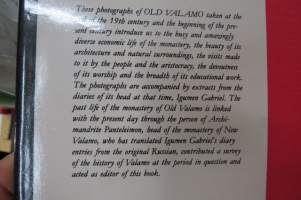 These photographs of OLD VALAMO taken at the
of the 19th century and the beginning of the pre-
sent century introduce us to the busy and amazingly
diverse economic life of the monastery, the beauty of its
architecture and natural surroundings, the visits made
to it by the people and the aristocracy, the devoutness
of its worship and the breadth of its educational work.
The photographs are accompanied by extracts from the
diaries of its head at that time, Igumen Gabriel. The
past life of the monastery of Old Valamo is linked
with the present day through the person of Archi-
mandrite Panteleimon, head of the monastery of New
Valamo, who has translated Igumen Gabriel's diary
entries from the original Russian, contributed a survey
of the history of Valamo at the period in question and
acted as editor of this book.